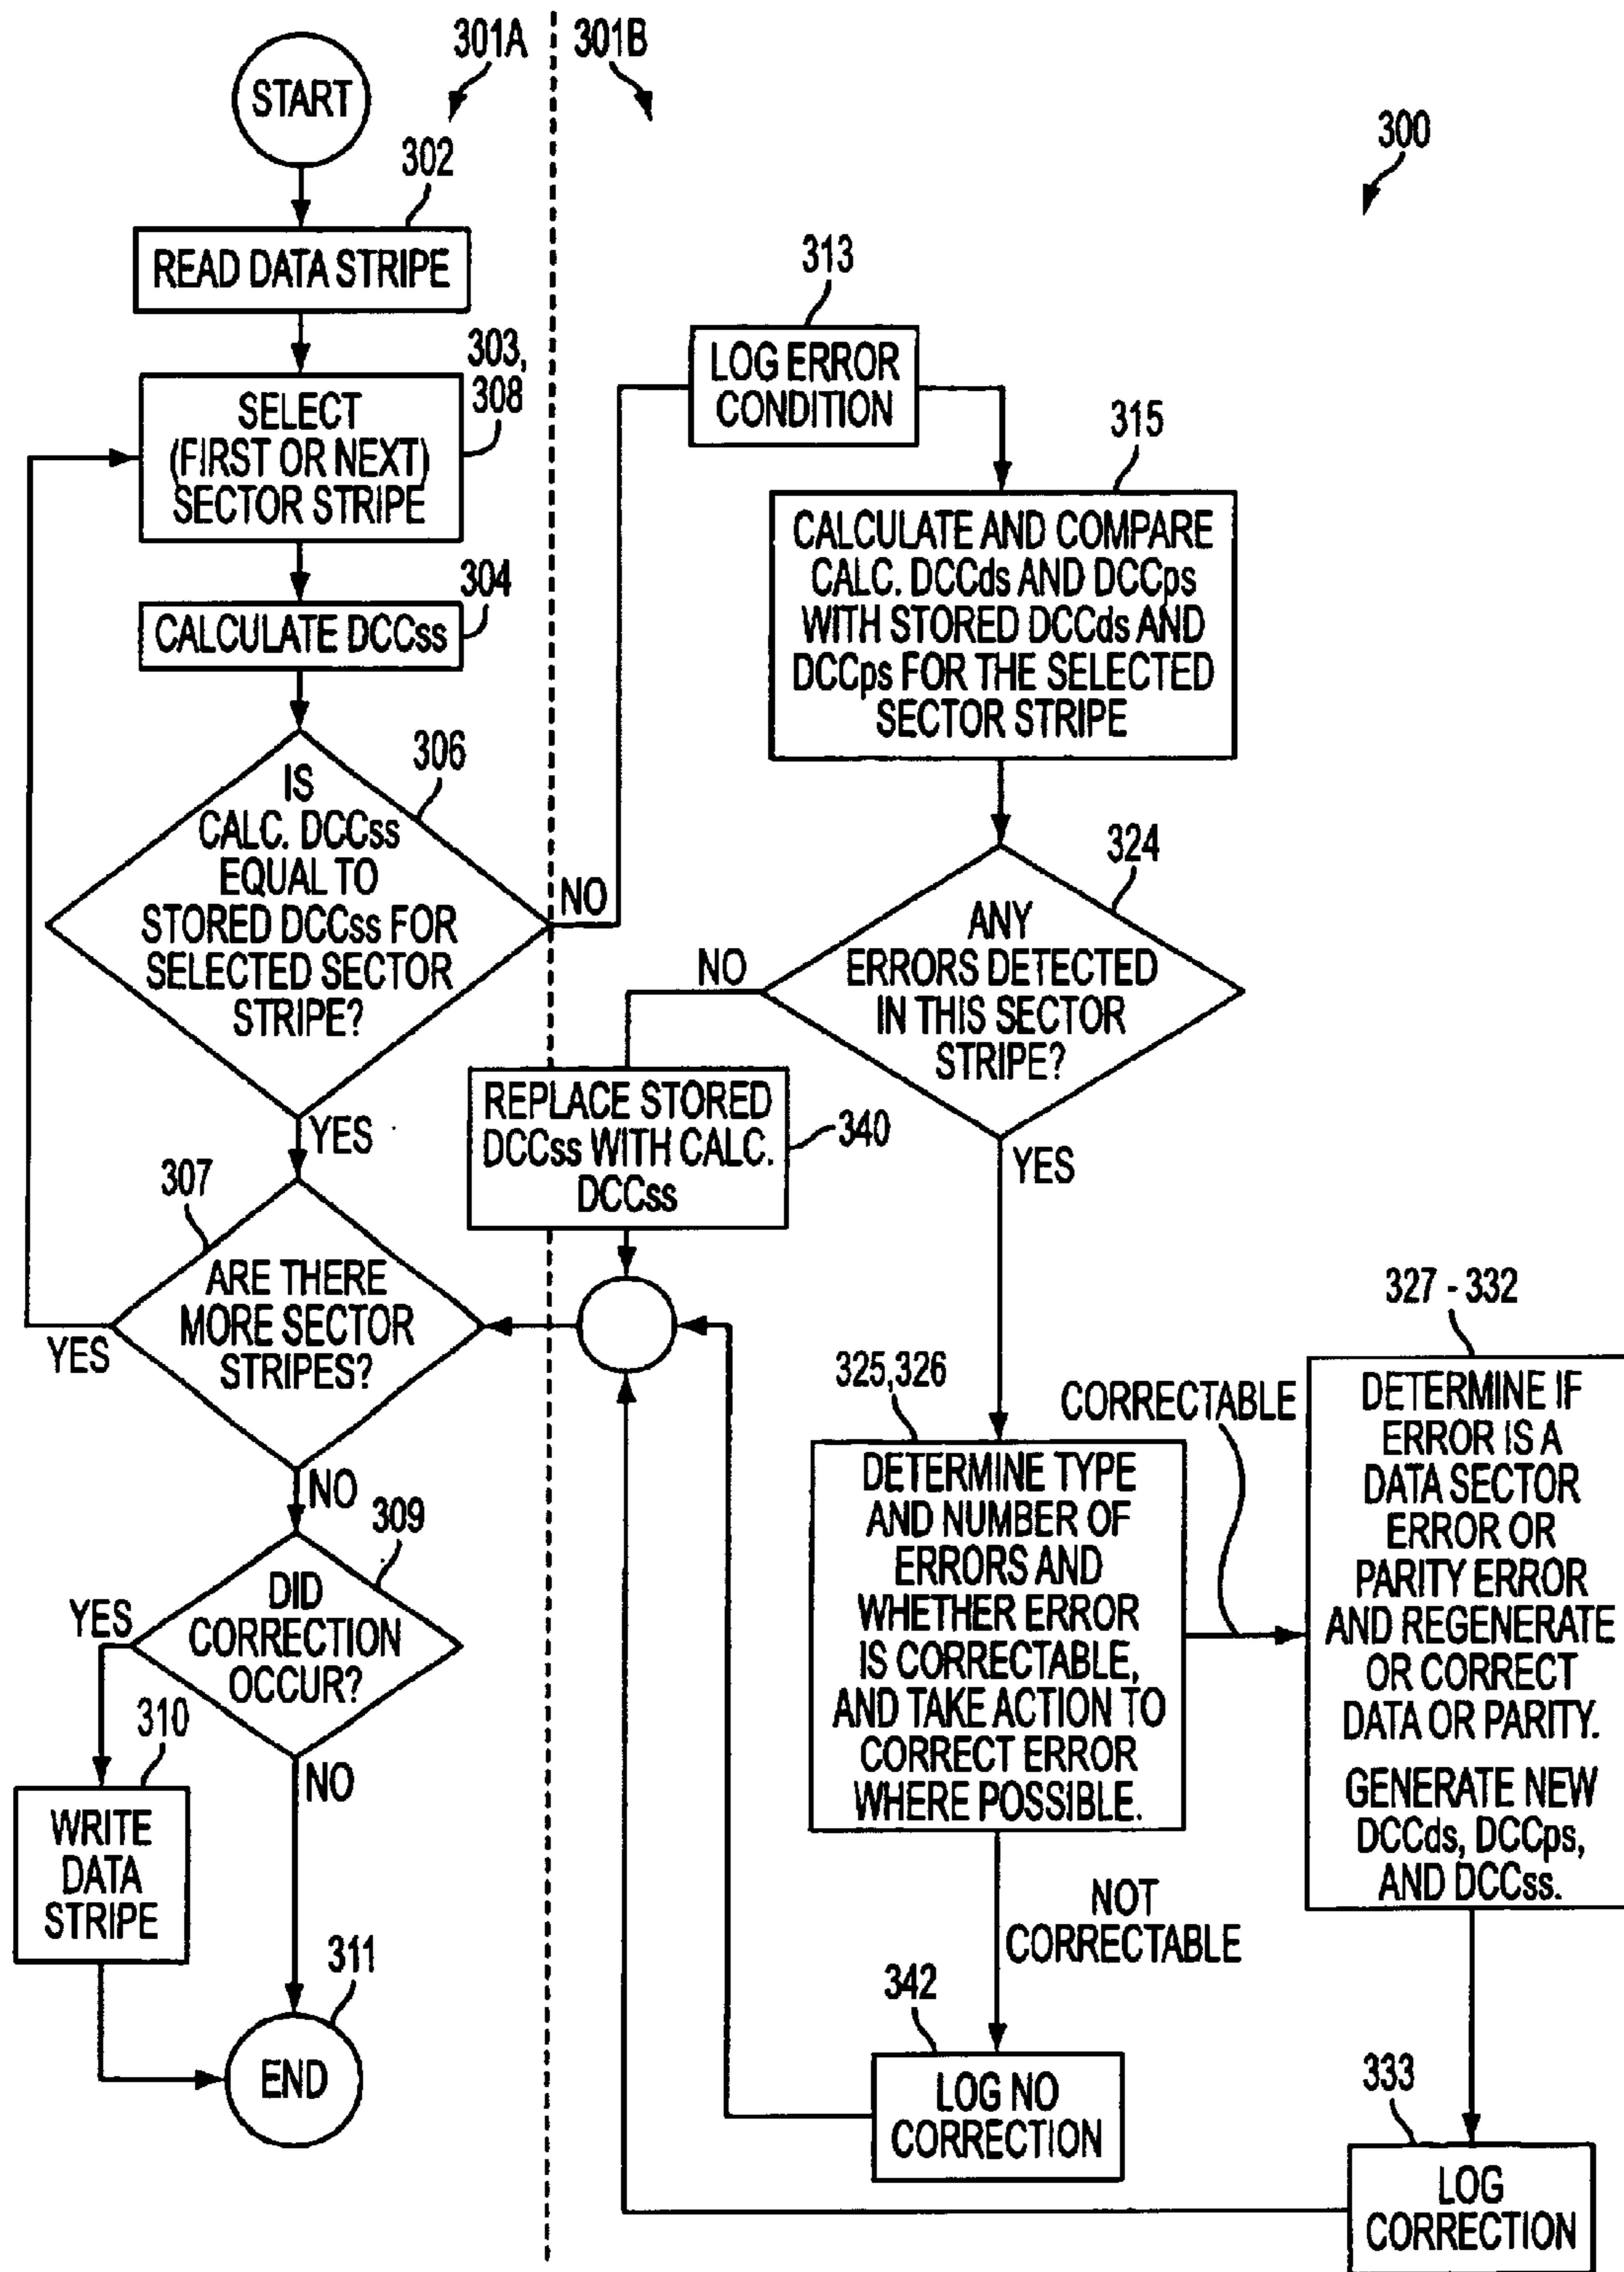 301A
301B
START
300
302
READ DATA STRIPE
313
303,
308
LOG ERROR
CONDITION
SELECT
(FIRST OR NEXT)
SECTOR STRIPE
315
CALCULATE AND COMPARE
CALC. DCCds AND DCCps
WITH STORED DCCds AND
DCCps FOR THE SELECTED
SECTOR STRIPE
304
CALCULATE DCCss
306
IS
CALC. DCCss
EQUAL TO
STORED DCCss FOR
SELECTED SECTOR
STRIPE?
NO
324
ANY
ERRORS DETECTED
IN THIS SECTOR
STRIPE?
NO
YES
REPLACE STORED
DCCss WITH CALC.
DCCss
340
YES
307
ARE THERE
MORE SECTOR
STRIPES?
YES
NO
327 - 332
325,326
CORRECTABLE
DETERMINE TYPE
AND NUMBER OF
ERRORS AND
WHETHER ERROR
IS CORRECTABLE,
AND TAKE ACTION TO
CORRECT ERROR
WHERE POSSIBLE.
DETERMINE IF
ERROR IS A
DATA SECTOR
ERROR OR
PARITY ERROR
AND REGENERATE
OR CORRECT
DATA OR PARITY.
GENERATE NEW
DCCds, DCCps,
AND DCCss.
309
DID
CORRECTION
OCCUR?
YES
NO
310
WRITE
DATA
STRIPE
NOT
CORRECTABLE
311
END
342
LOG NO
CORRECTION
333
LOG
CORRECTION